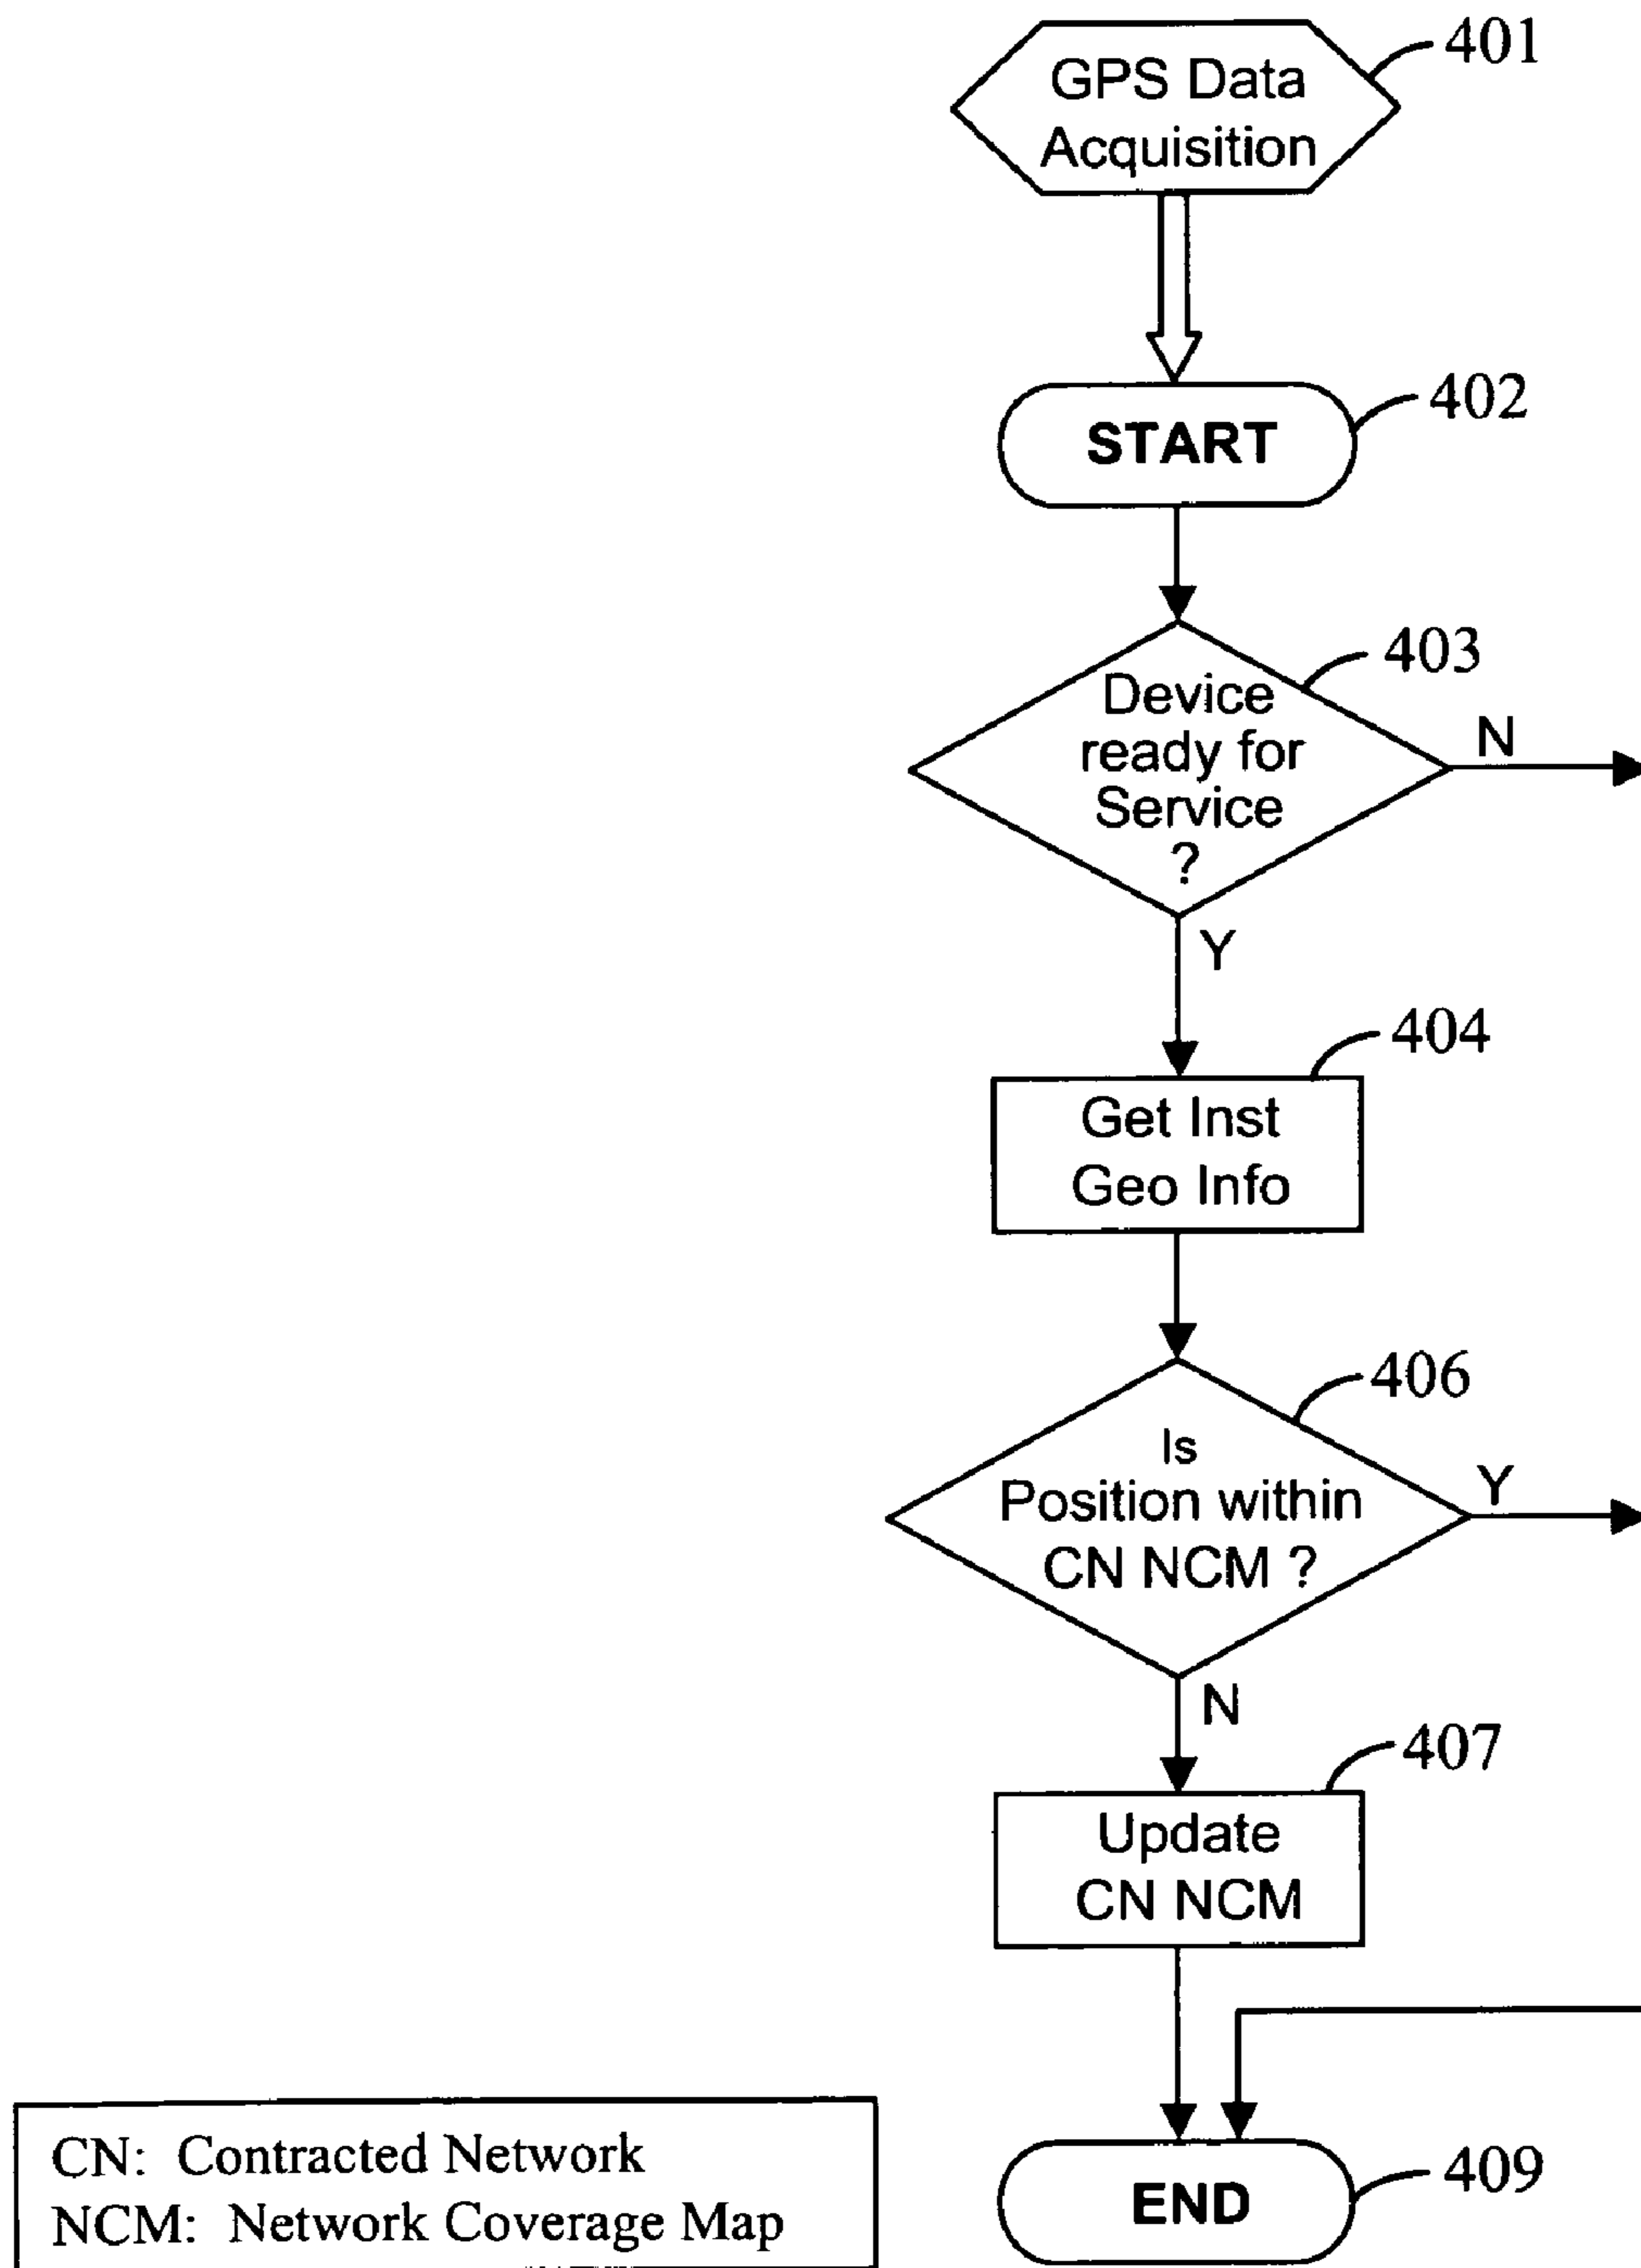 GPS Data
Acquisition
401
START
402
403
Device
ready for
Service
?
N
Y
404
Get Inst
Geo Info
406
Is
Position within
CN NCM ?
Y
N
407
Update
CN NCM
END
409
CN: Contracted Network
NCM: Network Coverage Map